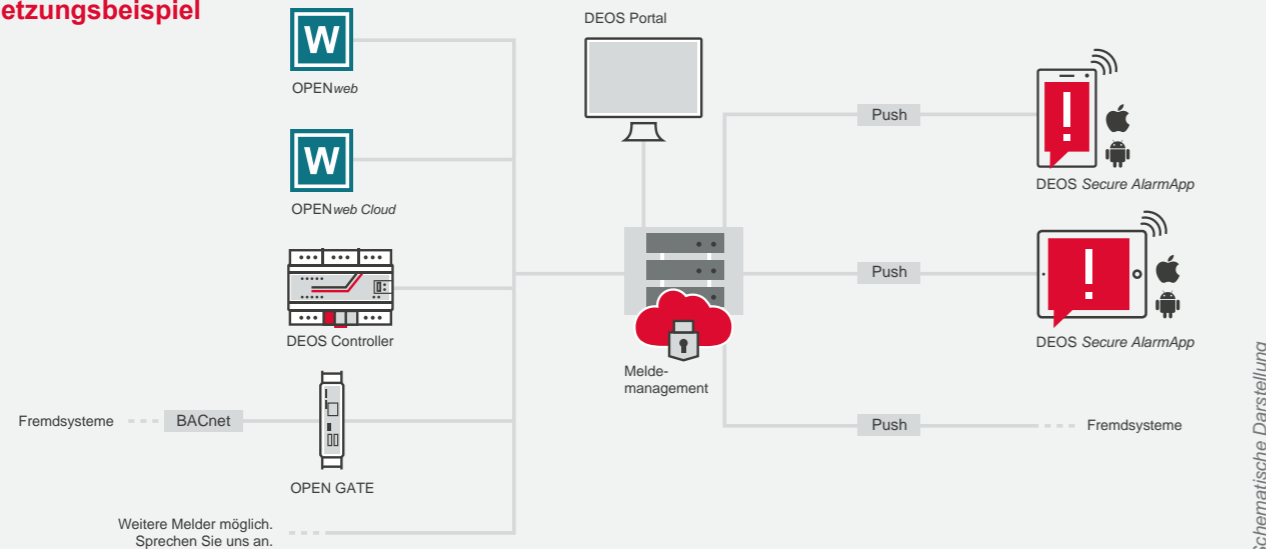 etzungsbeispiel
DEOS Portal
W
OPENweb
W
OPENweb Cloud
DEOS Controller
Fremdsysteme
BACnet
OPEN GATE
Weitere Melder möglich.
Sprechen Sie uns an.
Melde-
management
Push
DEOS Secure AlarmApp
Push
DEOS Secure AlarmApp
Push
Fremdsysteme
Schematische Darstellung